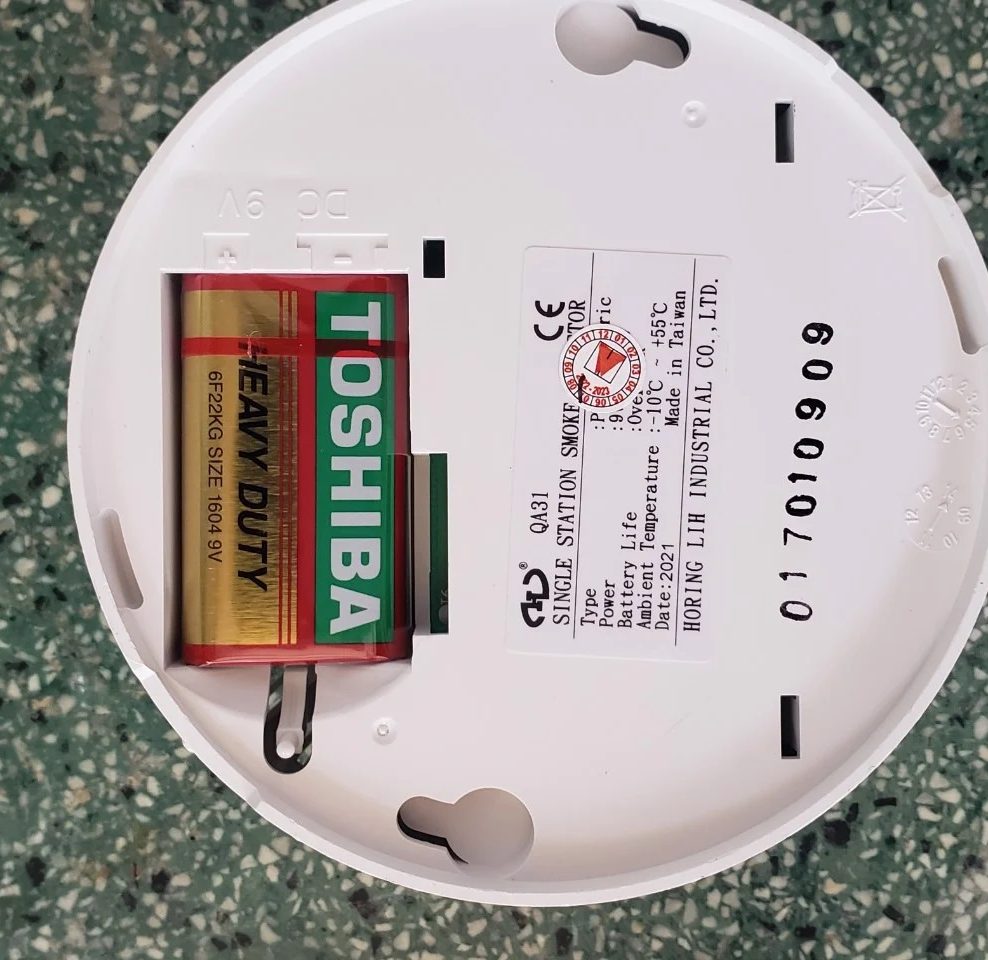 DC 9V
+
-
TOSHIBA
HEAVY DUTY
6F22KG SIZE 1604 9V
QA31
CE
SINGLE STATION SMOKE
Type
Power
Battery Life
Ambient Temperature :-10℃ ~ +55℃
Date:2021
Made in Taiwan
HORING LIH INDUSTRIAL CO.,LTD.
017010909